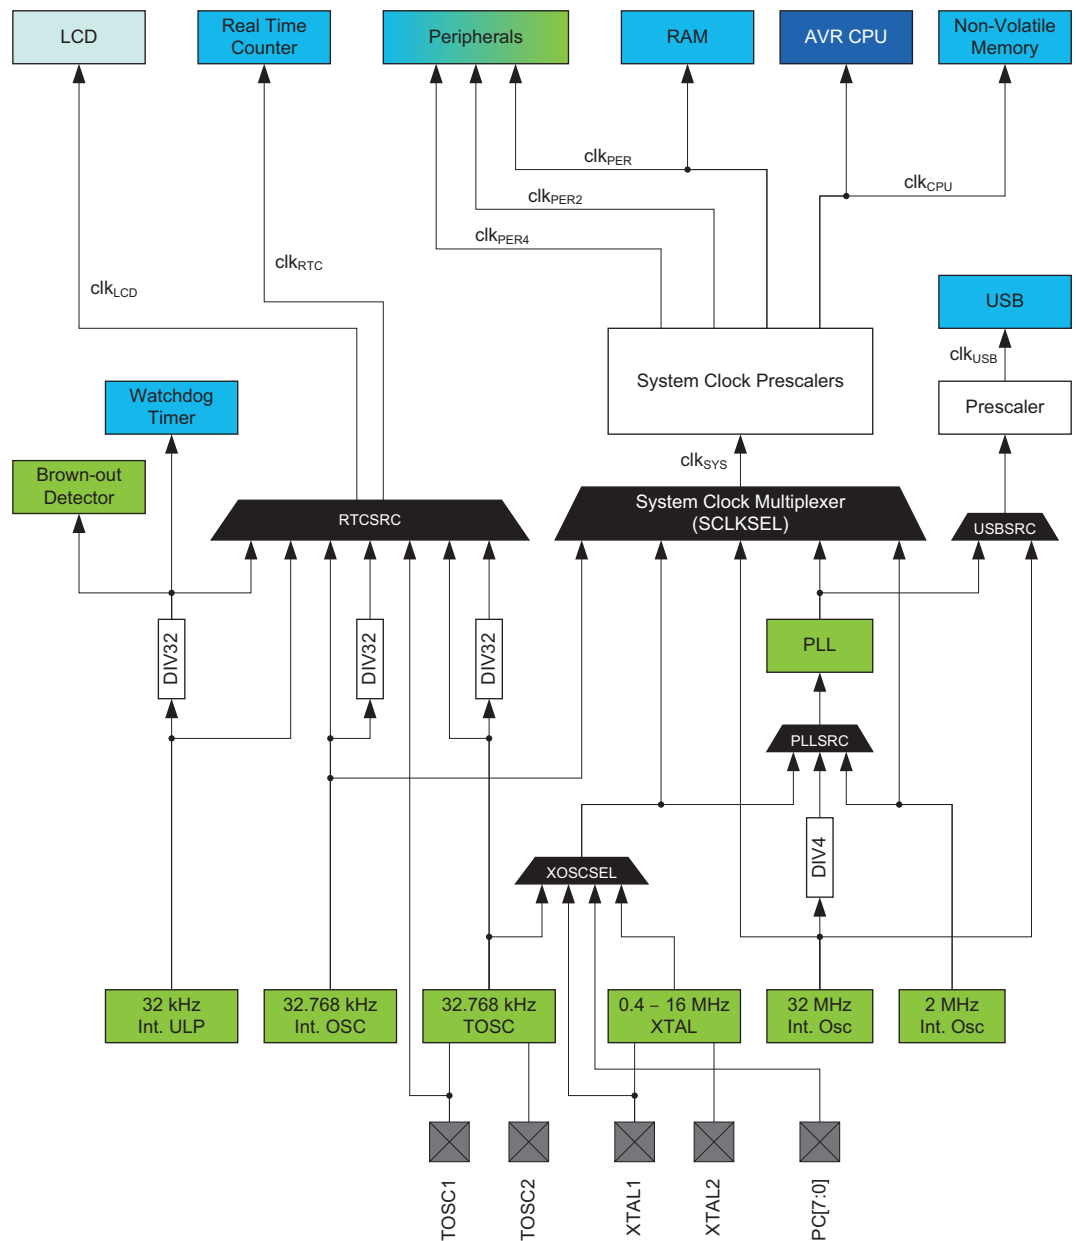 LCD
Real Time
Counter
Peripherals
RAM
AVR CPU
Non-Volatile
Memory
clkPER
clkCPU
clkPER2
clkPER4
clkRTC
clkLCD
USB
clkUSB
System Clock Prescalers
Prescaler
Watchdog
Timer
clkSYS
Brown-out
Detector
RTCSRC
System Clock Multiplexer
(SCLKSEL)
USBSRC
DIV32
DIV32
DIV32
PLL
PLLSRC
DIV4
XOSCSEL
32 kHz
Int. ULP
32.768 kHz
Int. OSC
32.768 kHz
TOSC
0.4 – 16 MHz
XTAL
32 MHz
Int. Osc
2 MHz
Int. Osc
TOSC1
TOSC2
XTAL1
XTAL2
PC[7:0]